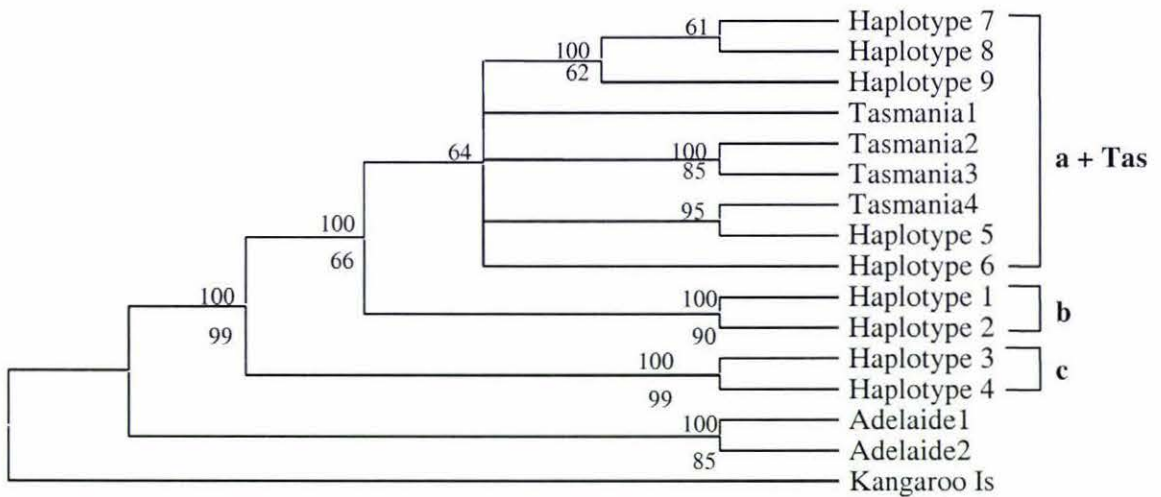 61 Haplotype 7
Haplotype 8
100
62 Haplotype 9
Tasmania1
64 100 Tasmania2
85 Tasmania3
a + Tas
95 Tasmania4
Haplotype 5
100
66 Haplotype 6
100 100 Haplotype 1
99 90 Haplotype 2
b
100 Haplotype 3
99 Haplotype 4
c
100 Adelaide1
85 Adelaide2
Kangaroo Is